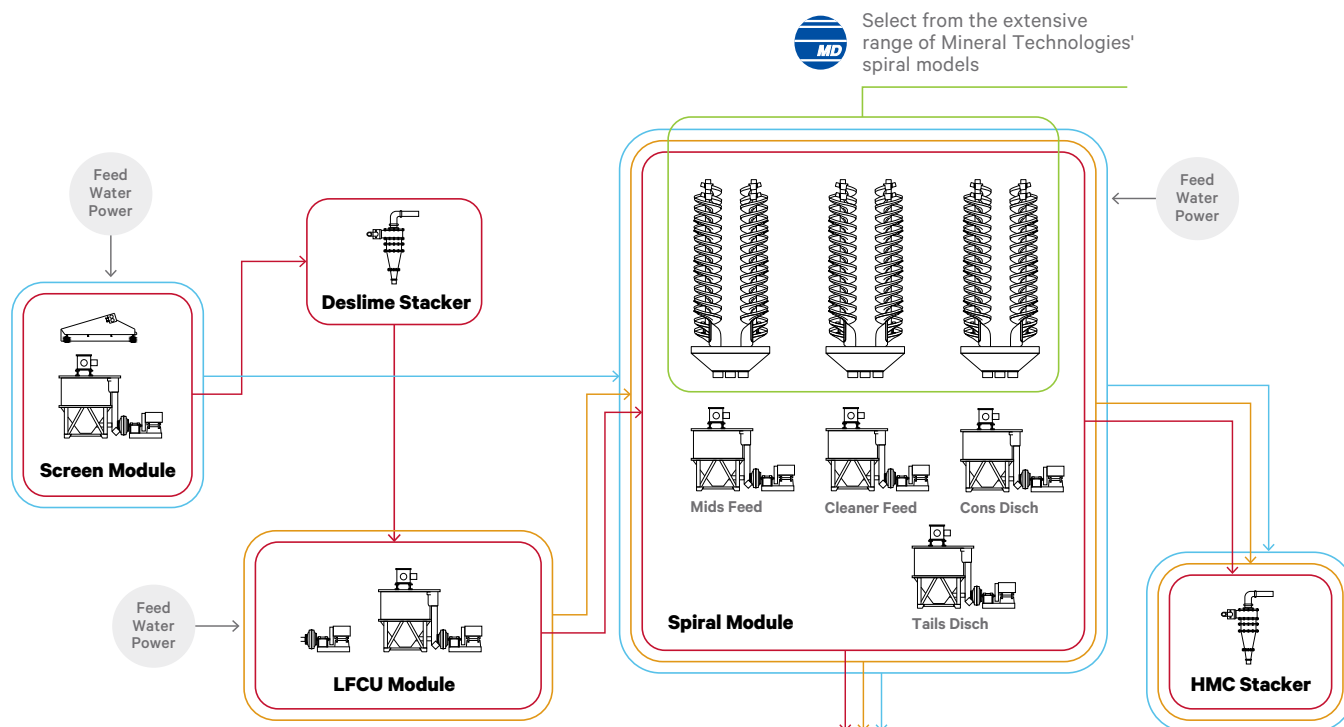 MD
Select from the extensive
range of Mineral Technologies'
spiral models
Feed
Water
Power
Feed
Water
Power
Deslime Stacker
Screen Module
Mids Feed
Cleaner Feed
Cons Disch
Feed
Water
Power
Spiral Module
Tails Disch
LFCU Module
HMC Stacker